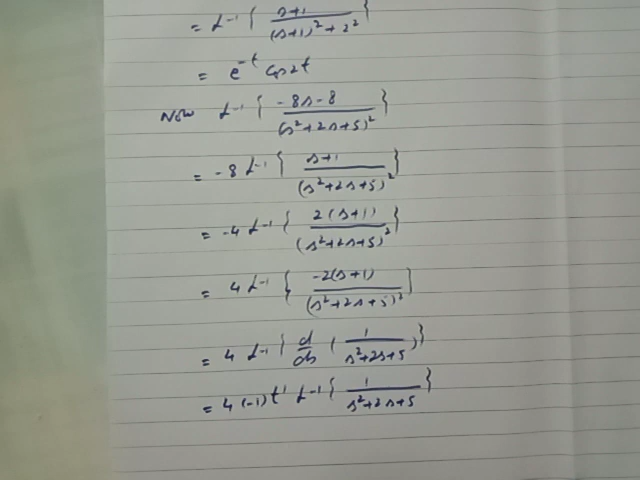 = L⁻¹ { s+1 / (s+1)² + 2² }
= e⁻ᵗ cos2t
Now L⁻¹ { -8s-8 / (s²+2s+5)² }
= -8 L⁻¹ { s+1 / (s²+2s+5)² }
= -4 L⁻¹ { 2(s+1) / (s²+2s+5)² }
= 4 L⁻¹ { -2(s+1) / (s²+2s+5)² }
= 4 L⁻¹ { d/ds ( 1 / s²+2s+5 ) }
= 4 (-1) t¹ L⁻¹ { 1 / s²+2s+5 }